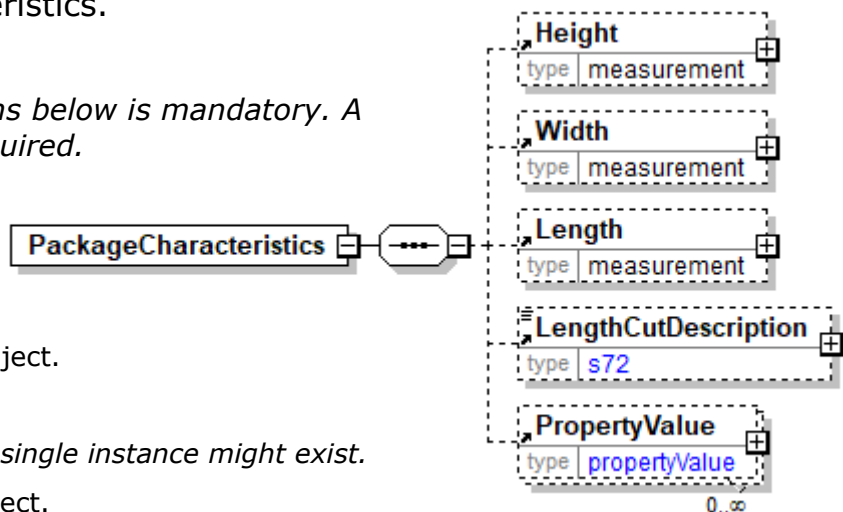 eristics.
ns below is mandatory. A
uired.
ject.
single instance might exist.
ect.
PackageCharacteristics
Height
type measurement
Width
type measurement
Length
type measurement
LengthCutDescription
type s72
PropertyValue
type propertyValue
0..∞